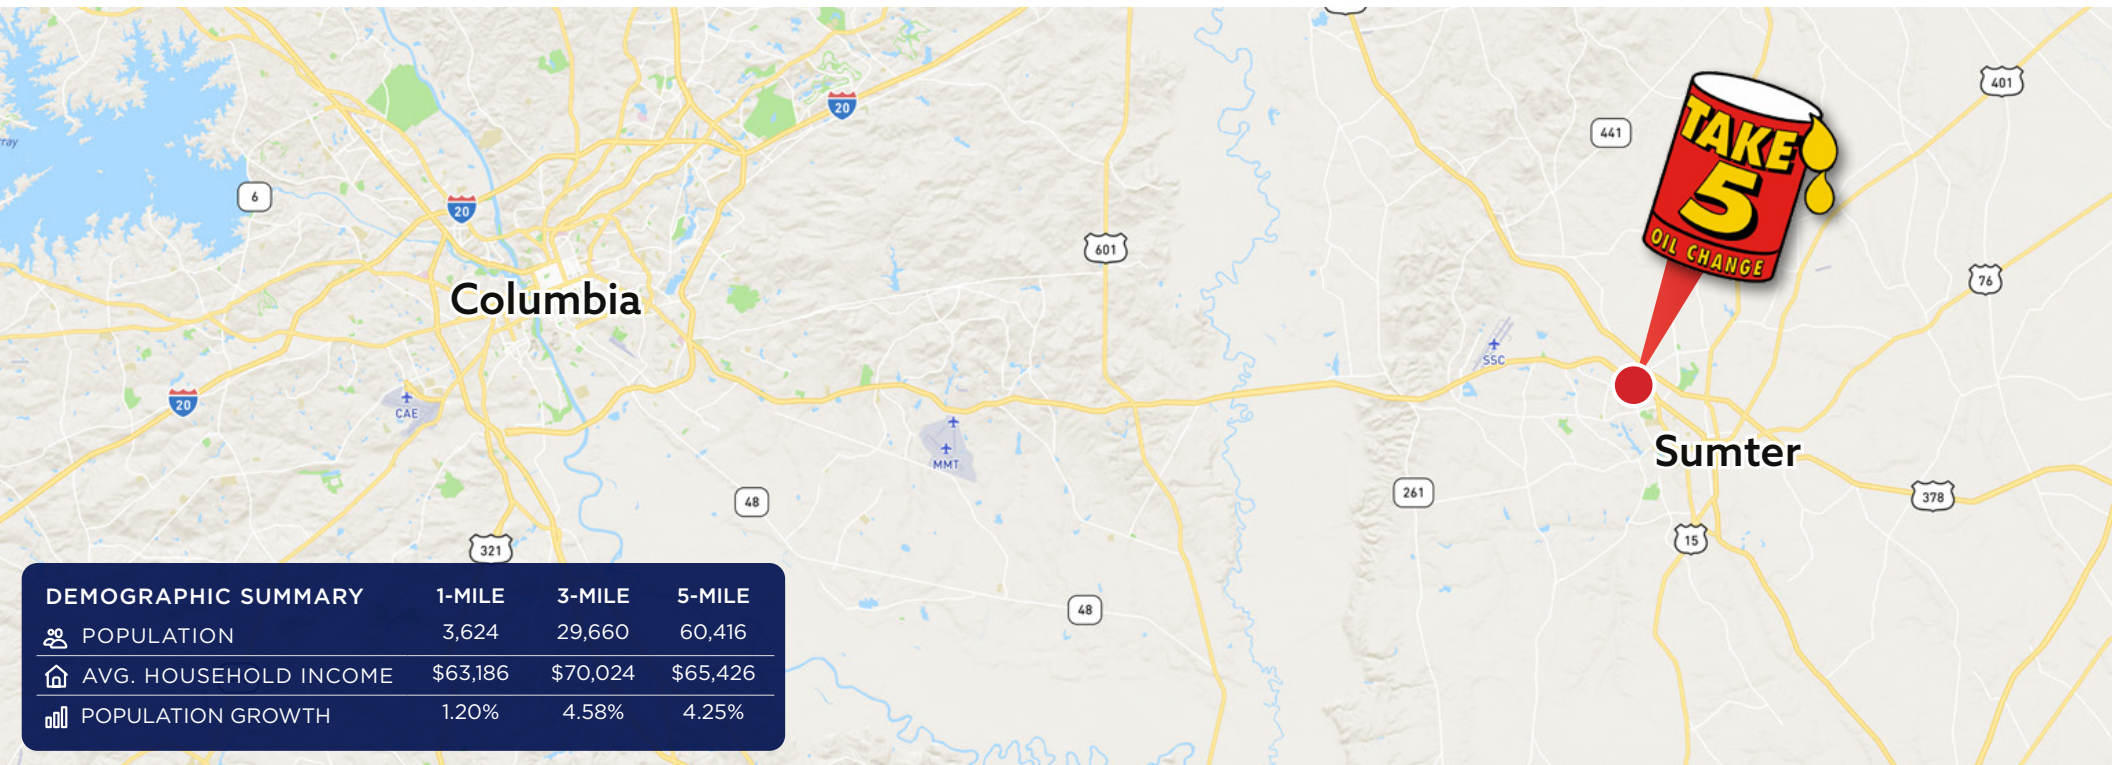 401
20
441
TAKE
5
OIL CHANGE
6
20
601
76
Columbia
SSC
20
CAE
MMT
Sumter
261
378
48
15
321
48
DEMOGRAPHIC SUMMARY 1-MILE 3-MILE 5-MILE
POPULATION 3,624 29,660 60,416
AVG. HOUSEHOLD INCOME $63,186 $70,024 $65,426
POPULATION GROWTH 1.20% 4.58% 4.25%